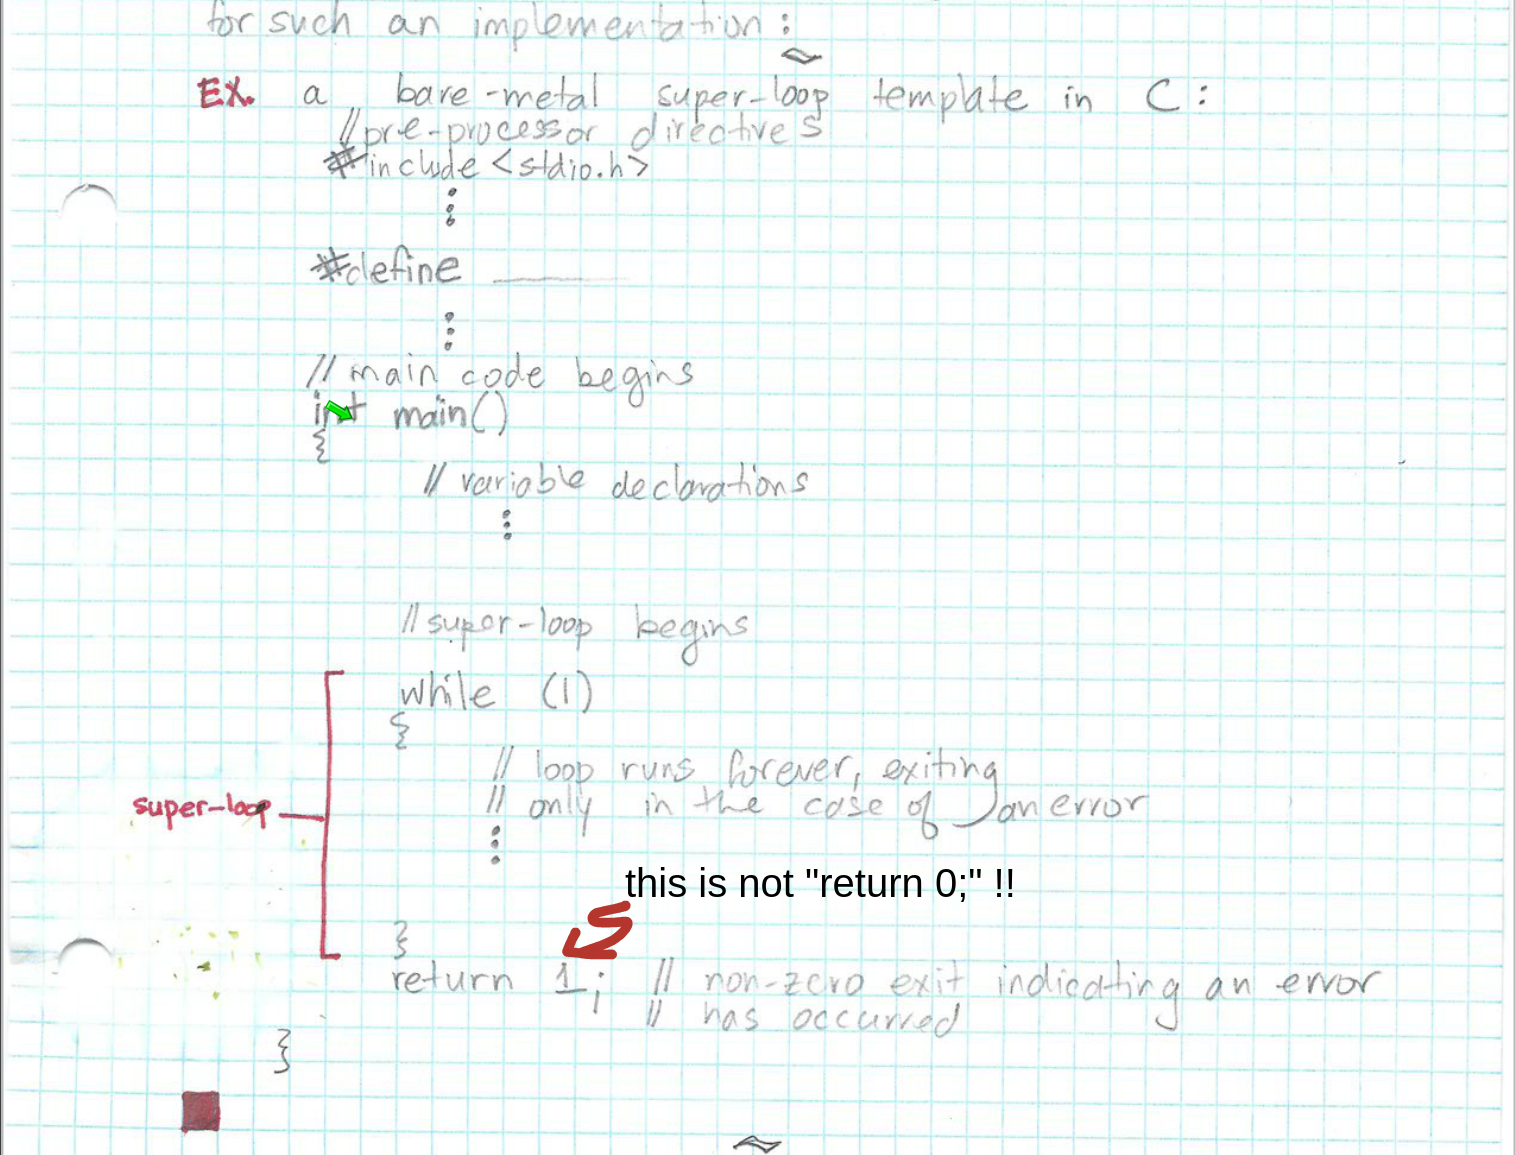 for such an implementation:
EX. a bare-metal super-loop template in C:
//pre-processor directives
#include <stdio.h>
#define ______
// main code begins
int main()
{
// variable declarations
//super-loop begins
while (1)
{
// loop runs forever, exiting
// only in the case of an error
super-loop
this is not "return 0;" !!
}
return 1; // non-zero exit indicating an error
// has occurred
}